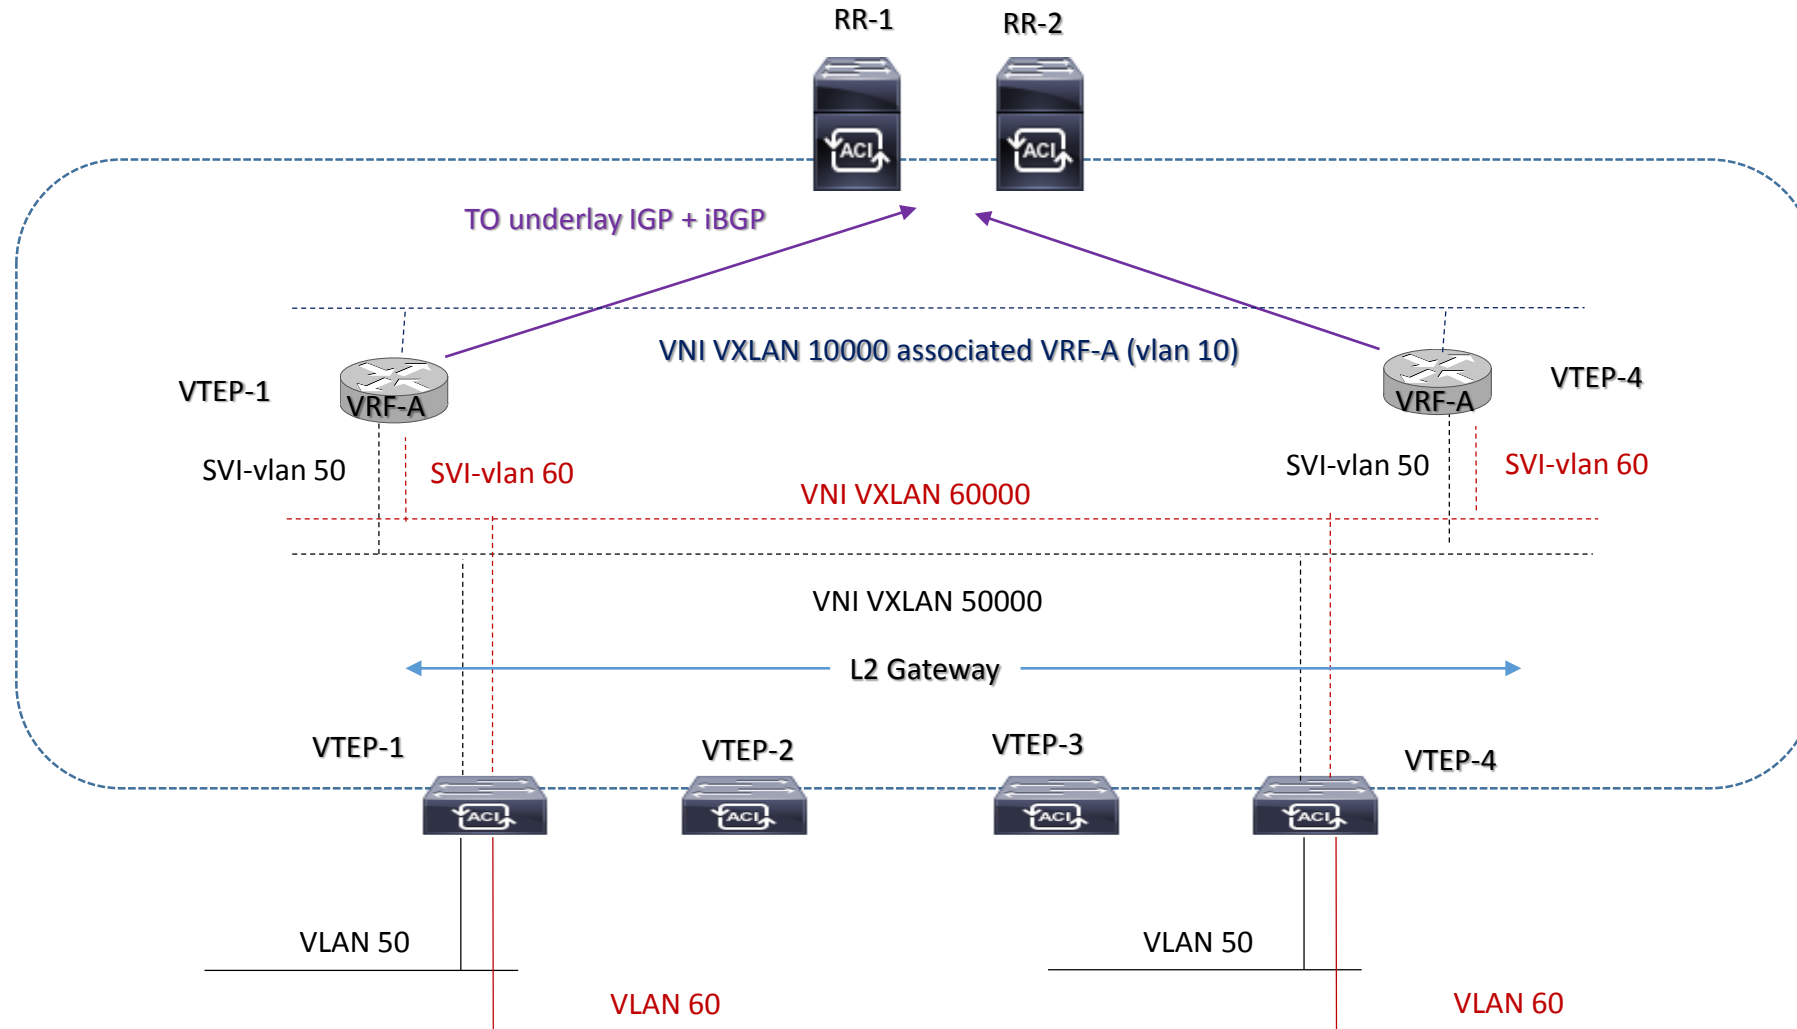 RR-1
RR-2
ACI
ACI
TO underlay IGP + iBGP
VNI VXLAN 10000 associated VRF-A (vlan 10)
VTEP-1
VRF-A
VRF-A
VTEP-4
SVI-vlan 50
SVI-vlan 60
SVI-vlan 50
SVI-vlan 60
VNI VXLAN 60000
VNI VXLAN 50000
L2 Gateway
VTEP-1
VTEP-2
VTEP-3
VTEP-4
ACI
ACI
ACI
ACI
VLAN 50
VLAN 50
VLAN 60
VLAN 60